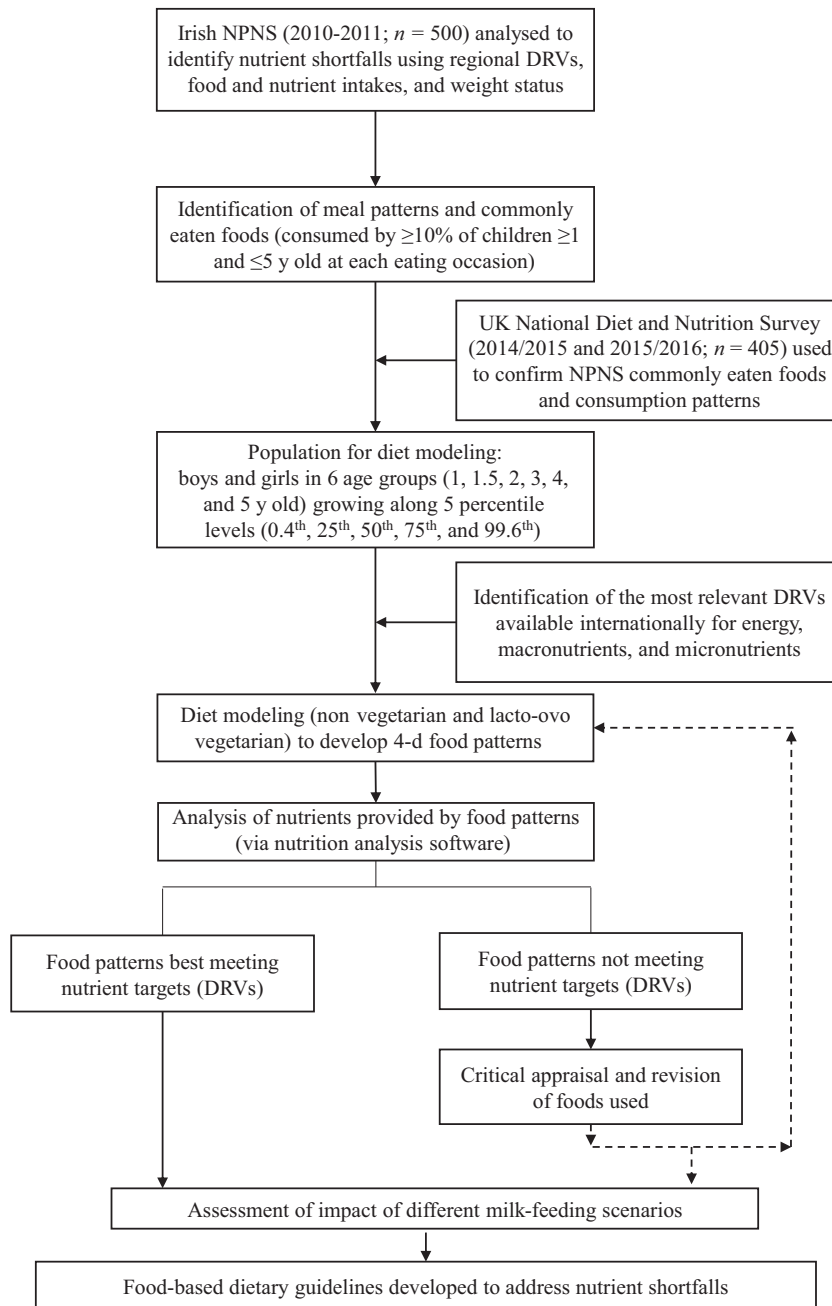 Irish NPNS (2010-2011; n = 500) analysed to
identify nutrient shortfalls using regional DRVs,
food and nutrient intakes, and weight status
Identification of meal patterns and commonly
eaten foods (consumed by ≥10% of children ≥1
and ≤5 y old at each eating occasion)
UK National Diet and Nutrition Survey
(2014/2015 and 2015/2016; n = 405) used
to confirm NPNS commonly eaten foods
and consumption patterns
Population for diet modeling:
boys and girls in 6 age groups (1, 1.5, 2, 3, 4,
and 5 y old) growing along 5 percentile
levels (0.4th, 25th, 50th, 75th, and 99.6th)
Identification of the most relevant DRVs
available internationally for energy,
macronutrients, and micronutrients
Diet modeling (non vegetarian and lacto-ovo
vegetarian) to develop 4-d food patterns
Analysis of nutrients provided by food patterns
(via nutrition analysis software)
Food patterns best meeting
nutrient targets (DRVs)
Food patterns not meeting
nutrient targets (DRVs)
Critical appraisal and revision
of foods used
Assessment of impact of different milk-feeding scenarios
Food-based dietary guidelines developed to address nutrient shortfalls